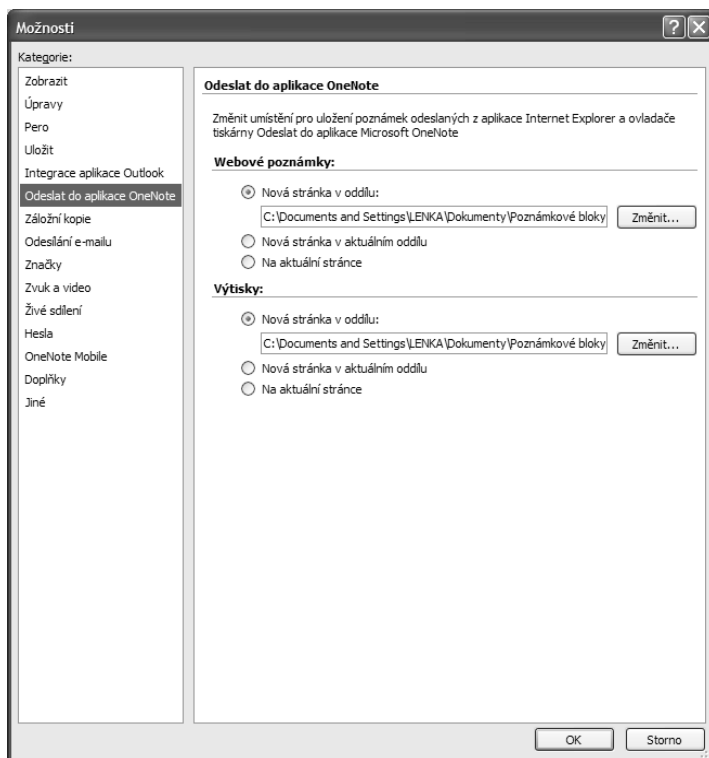 Možnosti
Kategorie:
Zobrazit
Úpravy
Pero
Uložit
Integrace aplikace Outlook
Odeslat do aplikace OneNote
Záložní kopie
Odesílání e-mailu
Značky
Zvuk a video
Živé sdílení
Hesla
OneNote Mobile
Doplňky
Jiné
Odeslat do aplikace OneNote
Změnit umístění pro uložení poznámek odeslaných z aplikace Internet Explorer a ovladače
tiskárny Odeslat do aplikace Microsoft OneNote
Webové poznámky:
Nová stránka v oddílu:
C:\Documents and Settings\LENKA\Dokumenty\Poznámkové bloky
Změnit...
Nová stránka v aktuálním oddílu
Na aktuální stránce
Výtisky:
Nová stránka v oddílu:
C:\Documents and Settings\LENKA\Dokumenty\Poznámkové bloky
Změnit...
Nová stránka v aktuálním oddílu
Na aktuální stránce
OK
Storno